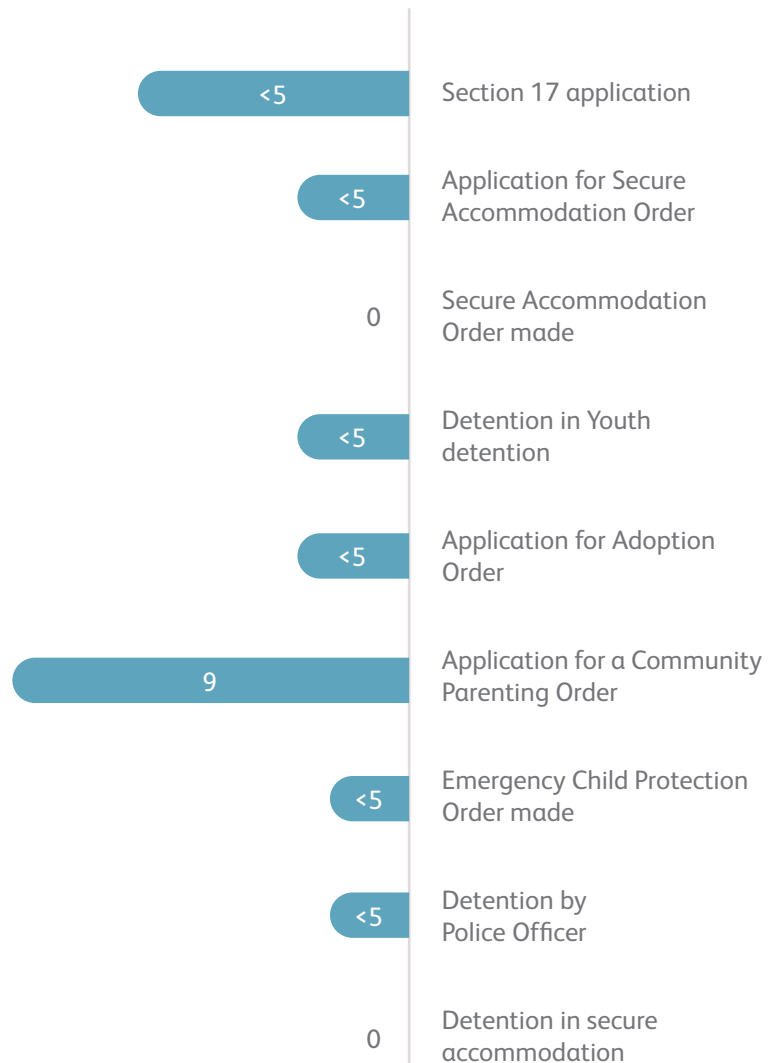 <5 Section 17 application
<5 Application for Secure
Accommodation Order
0 Secure Accommodation
Order made
<5 Detention in Youth
detention
<5 Application for Adoption
Order
9 Application for a Community
Parenting Order
<5 Emergency Child Protection
Order made
<5 Detention by
Police Officer
0 Detention in secure
accommodation